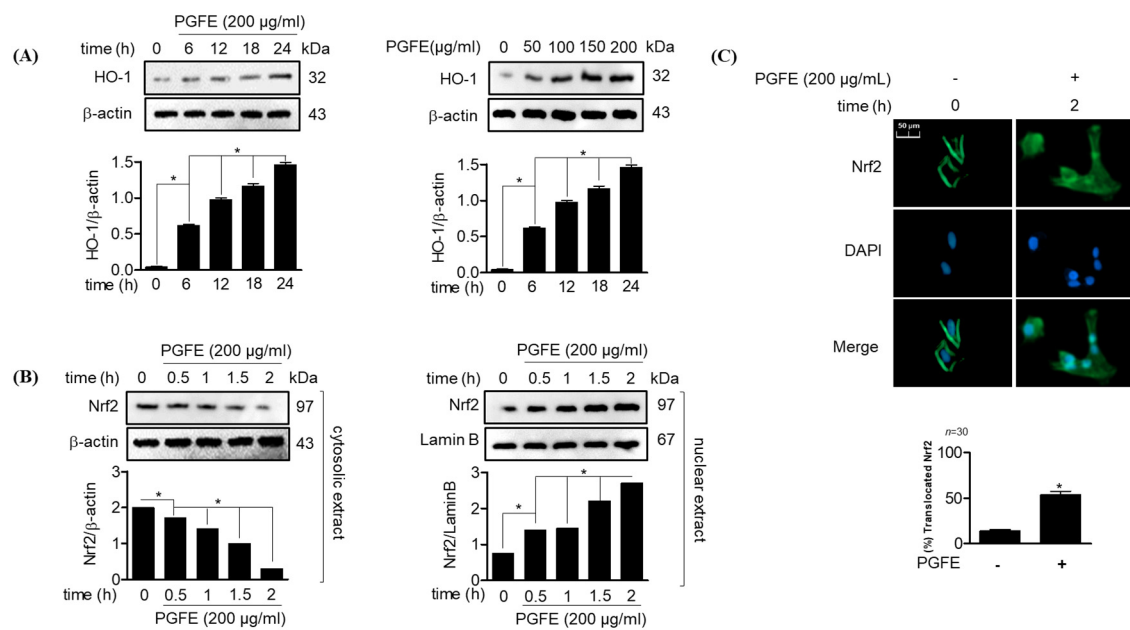 (A)
PGFE (200 µg/ml)
time (h) 0 6 12 18 24 kDa
HO-1 32
β-actin 43
HO-1/β-actin
1.5
1.0
0.5
0.0
*
*
time (h) 0 6 12 18 24
PGFE(µg/ml) 0 50 100 150 200 kDa
HO-1 32
β-actin 43
HO-1/β-actin
1.5
1.0
0.5
0.0
*
*
time (h) 0 6 12 18 24
(B)
PGFE (200 µg/ml)
time (h) 0 0.5 1 1.5 2 kDa
Nrf2 97
β-actin 43
cytosolic extract
Nrf2/β-actin
3
2
1
0
*
*
time (h) 0 0.5 1 1.5 2
PGFE (200 µg/ml)
PGFE (200 µg/ml)
time (h) 0 0.5 1 1.5 2 kDa
Nrf2 97
Lamin B 67
nuclear extract
Nrf2/LaminB
3
2
1
0
*
*
time (h) 0 0.5 1 1.5 2
PGFE (200 µg/ml)
(C)
PGFE (200 µg/mL) - +
time (h) 0 2
50 µm
Nrf2
DAPI
Merge
n=30
(%) Translocated Nrf2
100
50
0
*
PGFE - +